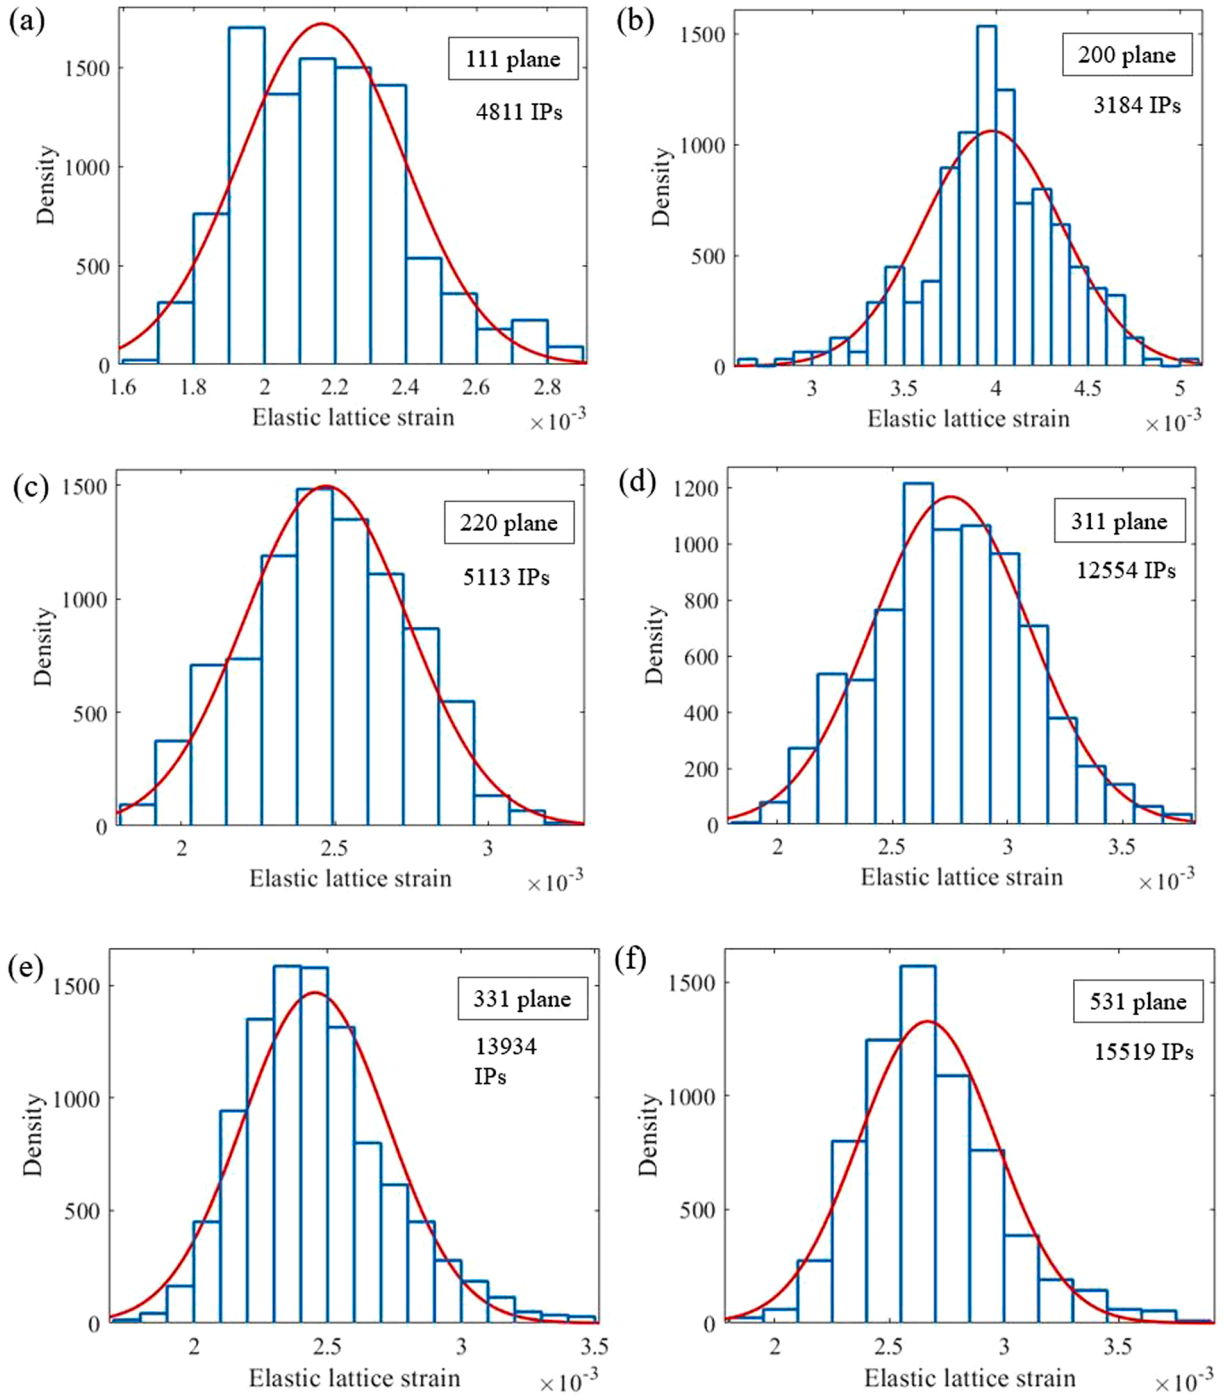 (a)
111 plane
4811 IPs
Density
1500
1000
500
0
1.6 1.8 2 2.2 2.4 2.6 2.8
Elastic lattice strain
×10-3
(b)
200 plane
3184 IPs
Density
1500
1000
500
0
3 3.5 4 4.5 5
Elastic lattice strain
×10-3
(c)
220 plane
5113 IPs
Density
1500
1000
500
0
2 2.5 3
Elastic lattice strain
×10-3
(d)
311 plane
12554 IPs
Density
1200
1000
800
600
400
200
0
2 2.5 3 3.5
Elastic lattice strain
×10-3
(e)
331 plane
13934
IPs
Density
1500
1000
500
0
2 2.5 3 3.5
Elastic lattice strain
×10-3
(f)
531 plane
15519 IPs
Density
1500
1000
500
0
2 2.5 3 3.5
Elastic lattice strain
×10-3